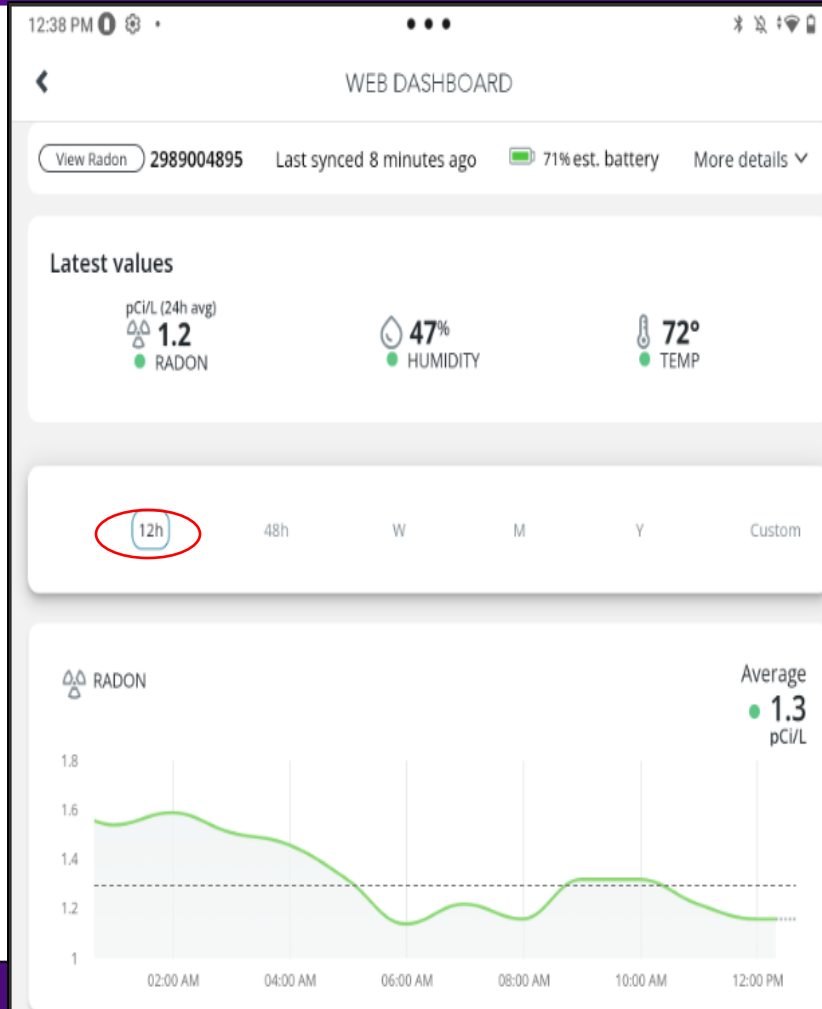 12:38 PM
WEB DASHBOARD
View Radon 2989004895 Last synced 8 minutes ago 71% est. battery More details
Latest values
pCi/L (24h avg)
1.2 47% 72°
RADON HUMIDITY TEMP
12h 48h W M Y Custom
RADON Average
1.3
pCi/L
1.8
1.6
1.4
1.2
1
02:00 AM 04:00 AM 06:00 AM 08:00 AM 10:00 AM 12:00 PM